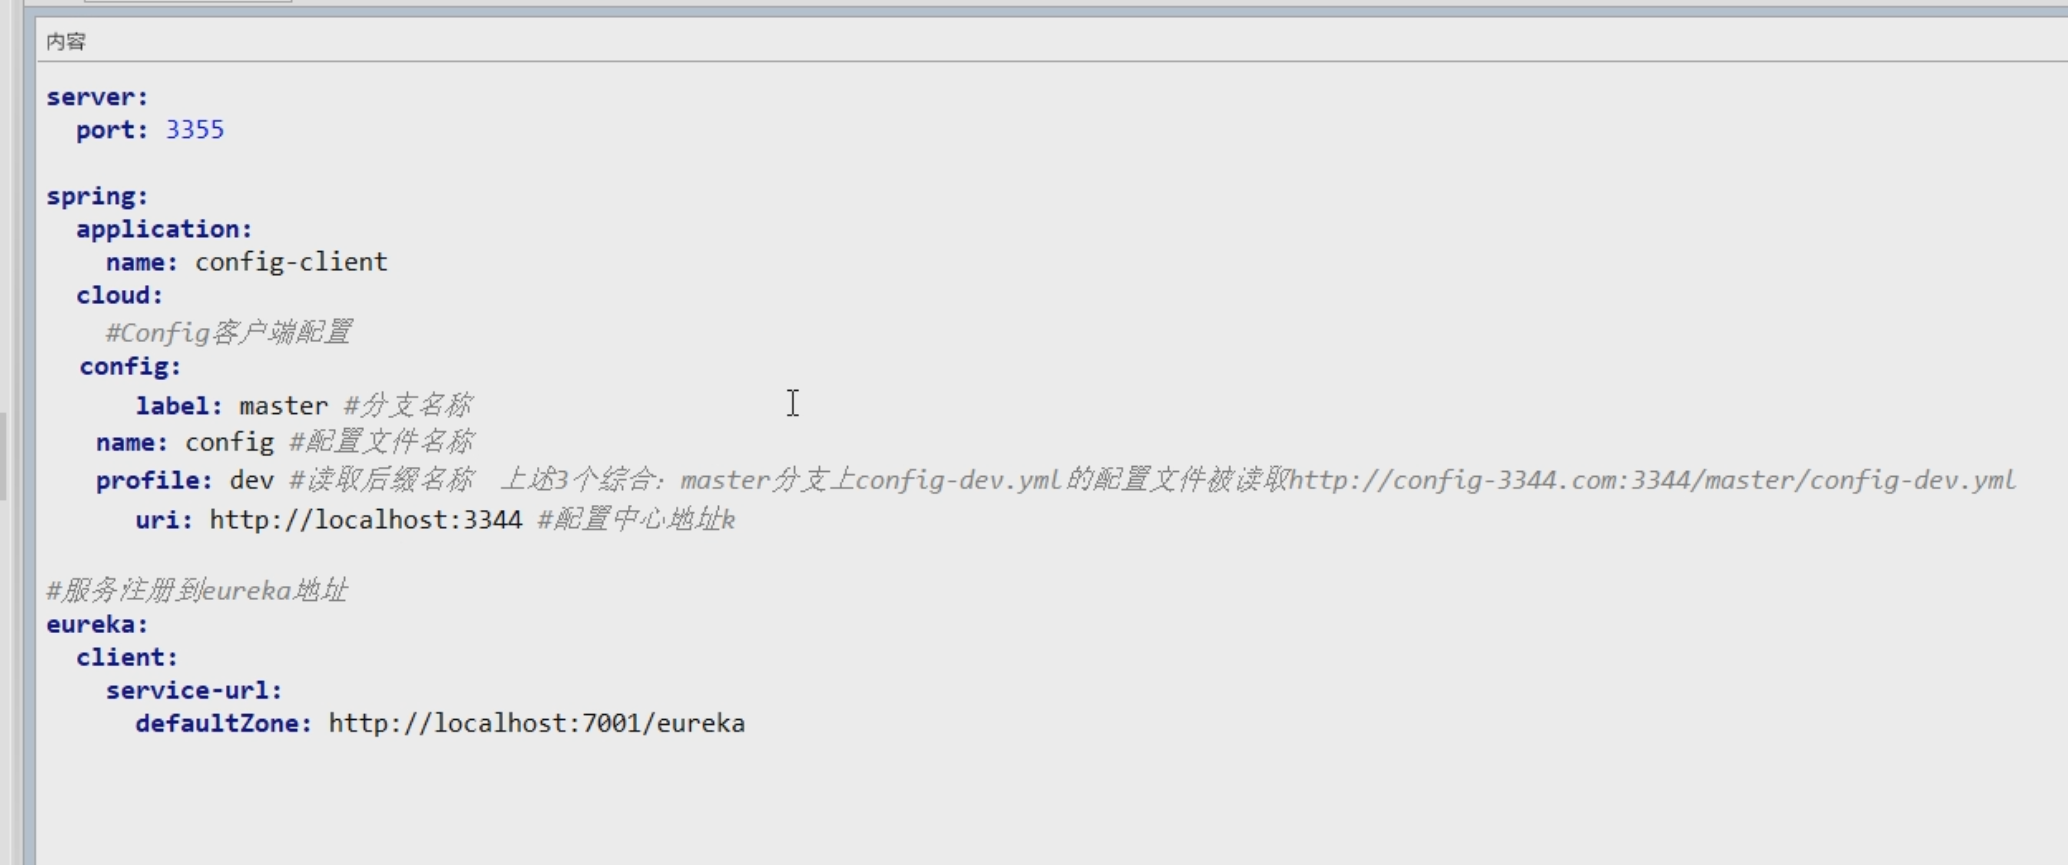 内容
server:
port: 3355
spring:
application:
name: config-client
cloud:
#Config客户端配置
config:
label: master #分支名称
name: config #配置文件名称
profile: dev #读取后缀名称 上述3个综合：master分支上config-dev.yml的配置文件被读取http://config-3344.com:3344/master/config-dev.yml
uri: http://localhost:3344 #配置中心地址k
#服务注册到eureka地址
eureka:
client:
service-url:
defaultZone: http://localhost:7001/eureka